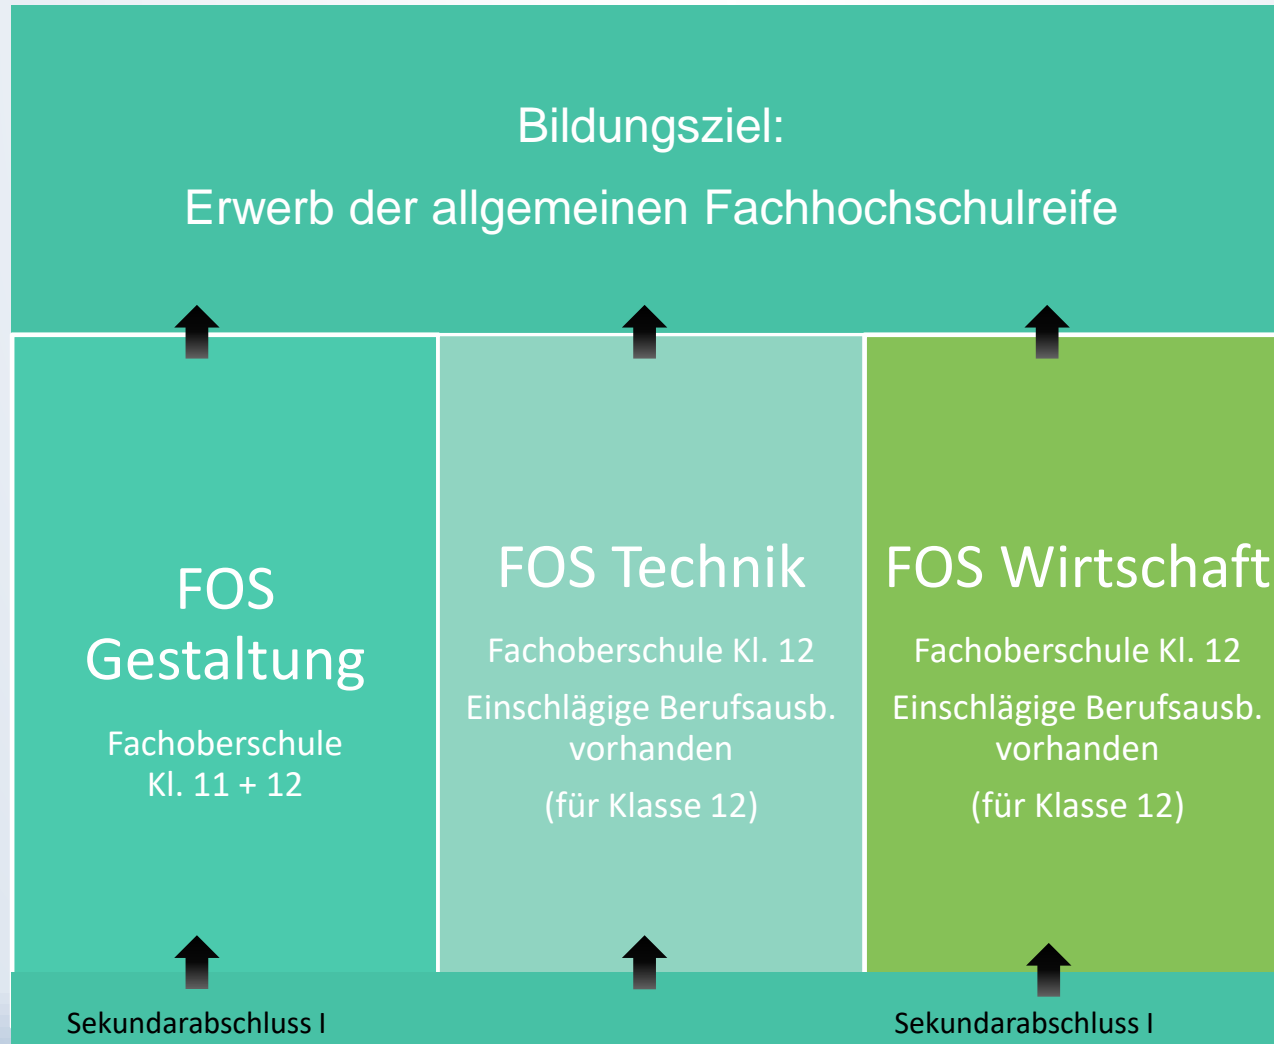 Bildungsziel:
Erwerb der allgemeinen Fachhochschulreife
FOS
Gestaltung
Fachoberschule
Kl. 11 + 12
FOS Technik
Fachoberschule Kl. 12
Einschlägige Berufsausb.
vorhanden
(für Klasse 12)
FOS Wirtschaft
Fachoberschule Kl. 12
Einschlägige Berufsausb.
vorhanden
(für Klasse 12)
Sekundarabschluss I
Sekundarabschluss I